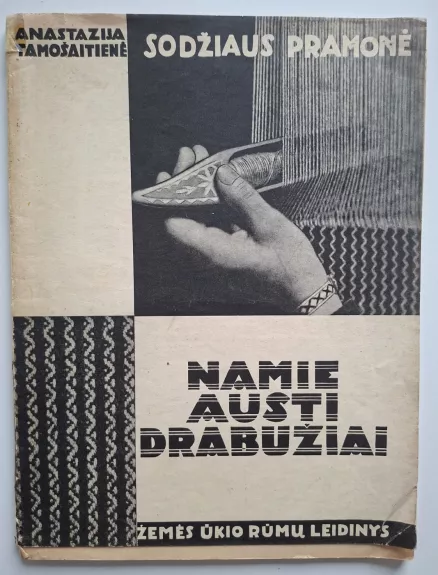 ANASTAZIJA
TAMOŠAITIENĖ
SODŽIAUS PRAMONĖ
NAMIE
AUSTI
DRABUŽIAI
ŽEMĖS ŪKIO RŪMŲ LEIDINYS